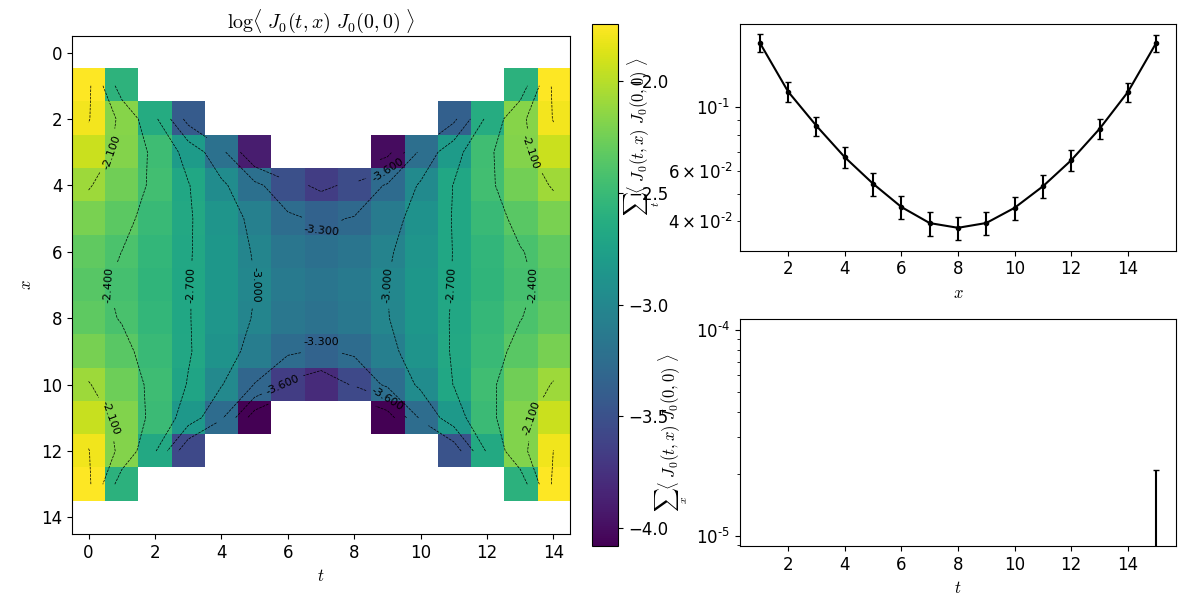 log⟨ J₀(t, x) J₀(0, 0) ⟩
0
2
4
6
8
10
12
14
x
0 2 4 6 8 10 12 14
t
-2.100
-2.100
-3.600
-3.300
-2.400
-2.700
-3.000
-3.000
-2.700
-2.400
-3.300
-3.600
-3.600
-2.100
-2.100
−2.0
−2.5
−3.0
−3.5
−4.0
∑ₜ⟨ J₀(t, x) J₀(0, 0) ⟩
10⁻¹
6 × 10⁻²
4 × 10⁻²
2 4 6 8 10 12 14
x
∑ₓ⟨ J₀(t, x) J₀(0, 0) ⟩
10⁻⁴
10⁻⁵
2 4 6 8 10 12 14
t